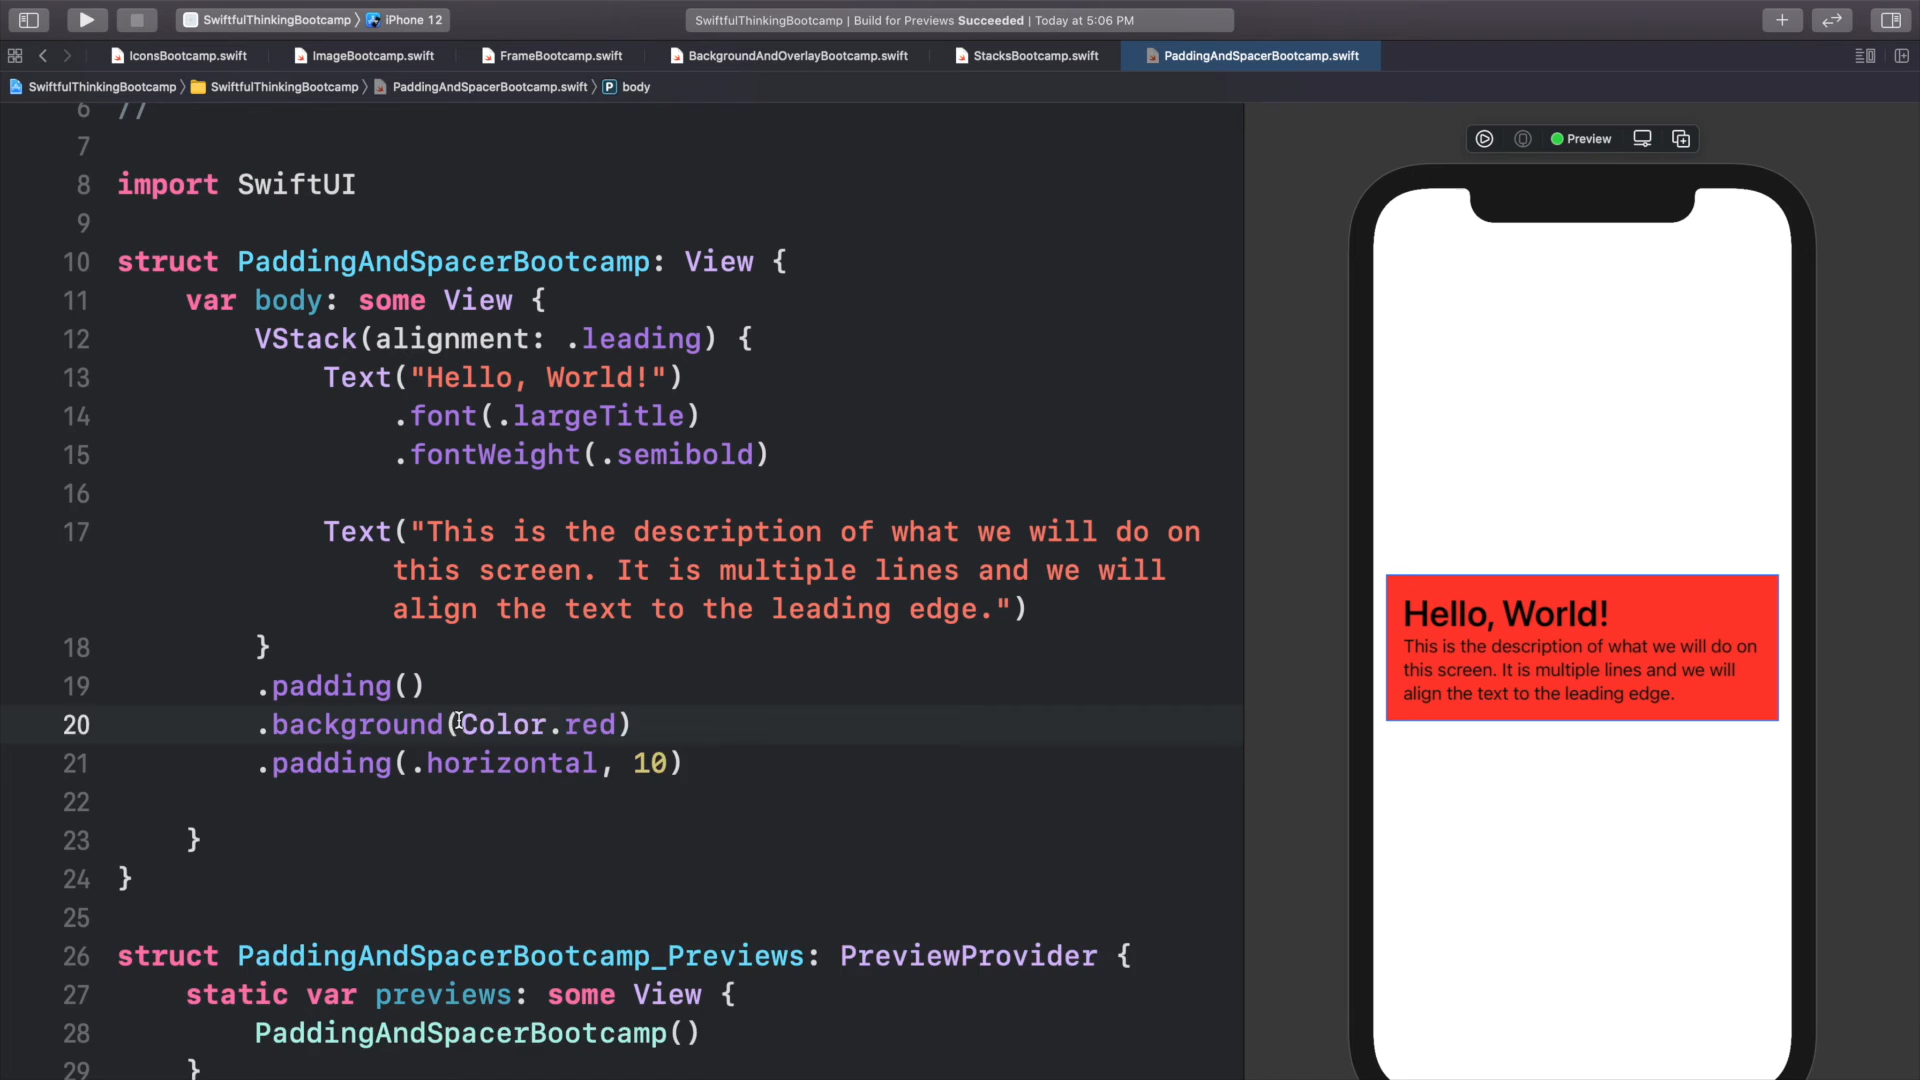 SwiftfulThinkingBootcamp 〉 iPhone 12
SwiftfulThinkingBootcamp | Build for Previews Succeeded | Today at 5:06 PM
IconsBootcamp.swift
ImageBootcamp.swift
FrameBootcamp.swift
BackgroundAndOverlayBootcamp.swift
StacksBootcamp.swift
PaddingAndSpacerBootcamp.swift
SwiftfulThinkingBootcamp 〉 SwiftfulThinkingBootcamp 〉 PaddingAndSpacerBootcamp.swift 〉 P body
6 //
7
8 import SwiftUI
9
10 struct PaddingAndSpacerBootcamp: View {
11 var body: some View {
12 VStack(alignment: .leading) {
13 Text("Hello, World!")
14 .font(.largeTitle)
15 .fontWeight(.semibold)
16
17 Text("This is the description of what we will do on
this screen. It is multiple lines and we will
align the text to the leading edge.")
18 }
19 .padding()
20 .background(Color.red)
21 .padding(.horizontal, 10)
22
23 }
24 }
25
26 struct PaddingAndSpacerBootcamp_Previews: PreviewProvider {
27 static var previews: some View {
28 PaddingAndSpacerBootcamp()
29 }
Preview
Hello, World!
This is the description of what we will do on
this screen. It is multiple lines and we will
align the text to the leading edge.